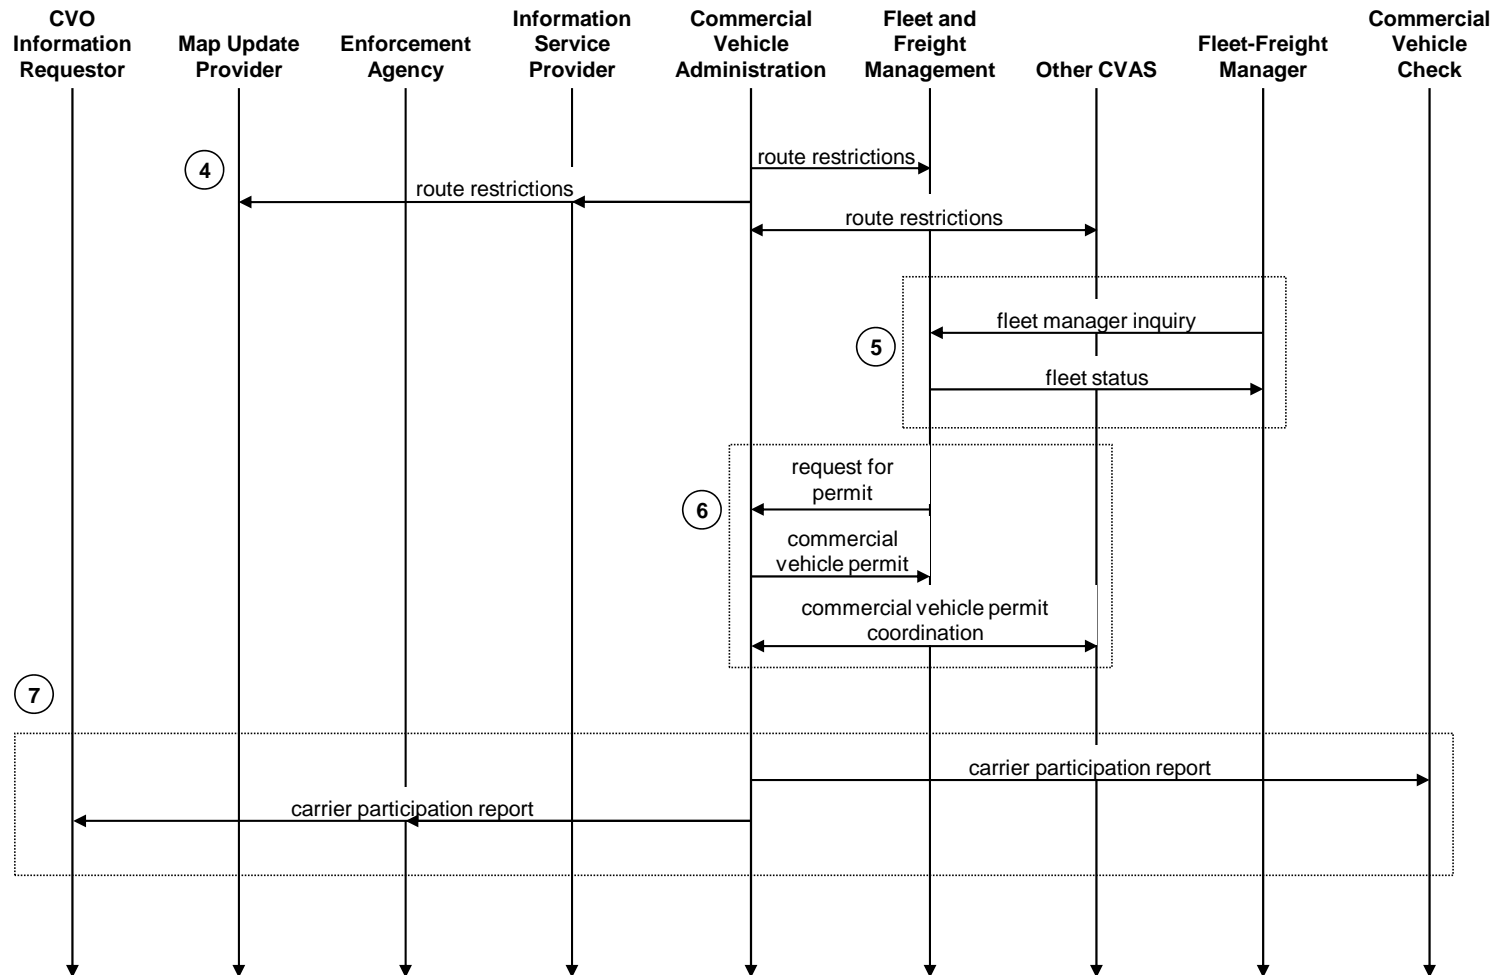 CVO
Information
Requestor
Map Update
Provider
Enforcement
Agency
Information
Service
Provider
Commercial
Vehicle
Administration
Fleet and
Freight
Management
Other CVAS
Fleet-Freight
Manager
Commercial
Vehicle
Check
4
route restrictions
route restrictions
route restrictions
5
fleet manager inquiry
fleet status
6
request for
permit
commercial
vehicle permit
commercial vehicle permit
coordination
7
carrier participation report
carrier participation report